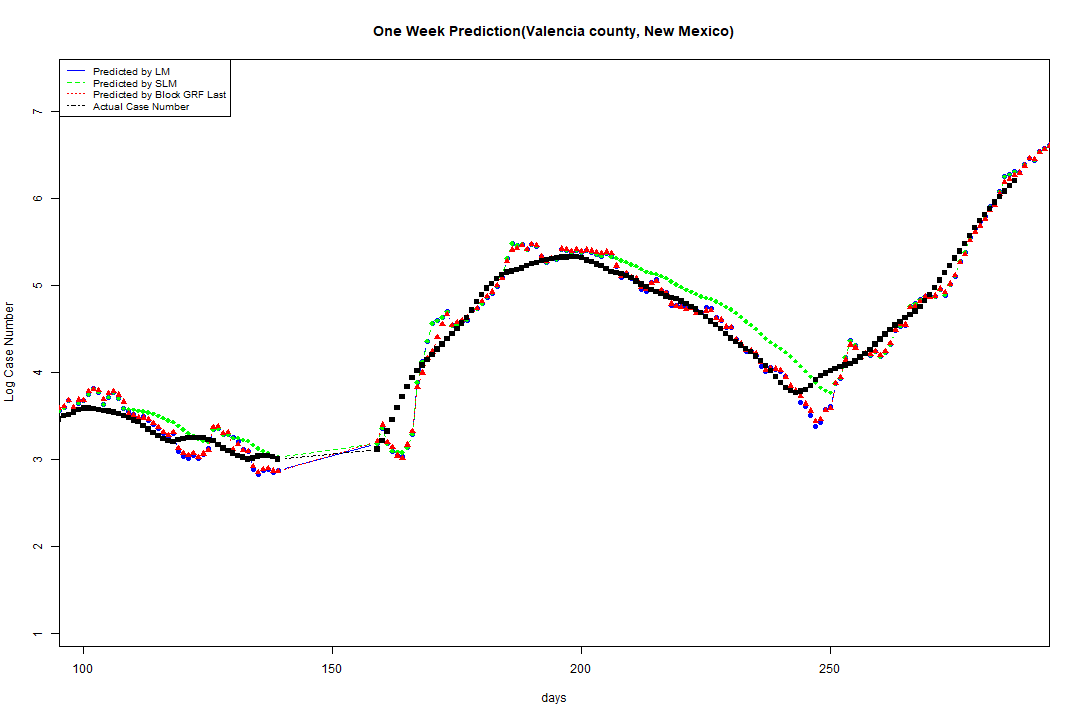 One Week Prediction(Valencia county, New Mexico)
Predicted by LM
Predicted by SLM
Predicted by Block GRF Last
Actual Case Number
7
6
5
4
3
2
1
Log Case Number
100 150 200 250
days